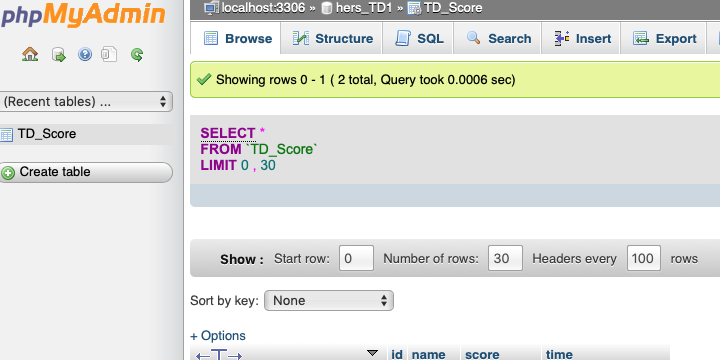 phpMyAdmin
localhost:3306 » hers_TD1 » TD_Score
Browse Structure SQL Search Insert Export
Showing rows 0 - 1 ( 2 total, Query took 0.0006 sec)
(Recent tables) ...
TD_Score
Create table
SELECT *
FROM `TD_Score`
LIMIT 0 , 30
Show : Start row: 0 Number of rows: 30 Headers every 100 rows
Sort by key: None
+ Options
←T→ id name score time